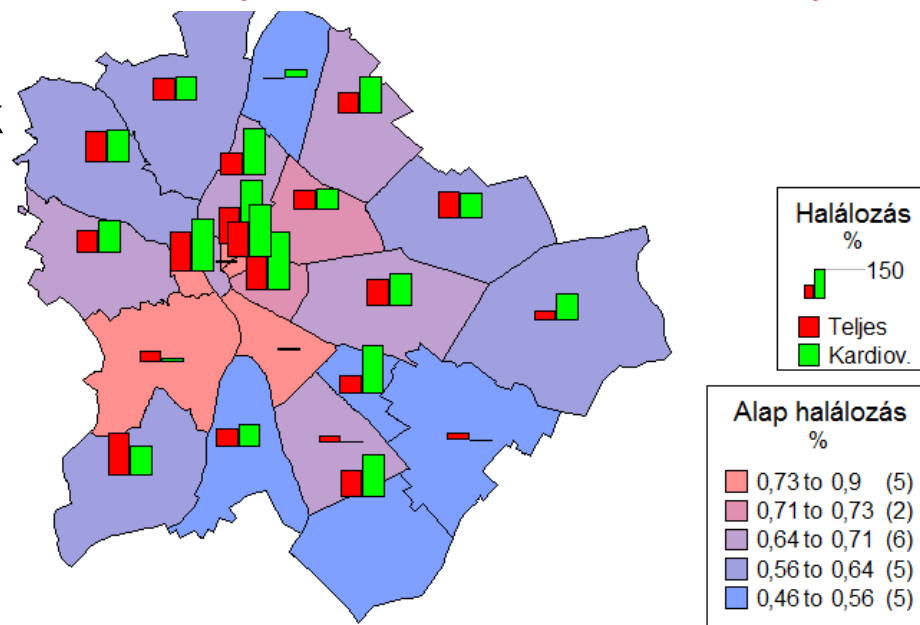 Halálozás
%
150
Teljes
Kardiov.
Alap halálozás
%
0,73 to 0,9 (5)
0,71 to 0,73 (2)
0,64 to 0,71 (6)
0,56 to 0,64 (5)
0,46 to 0,56 (5)